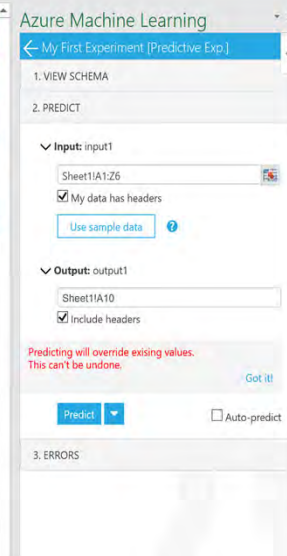 Azure Machine Learning
My First Experiment [Predictive Exp.]
1. VIEW SCHEMA
2. PREDICT
Input: input1
Sheet1!A1:Z6
My data has headers
Use sample data ?
Output: output1
Sheet1!A10
Include headers
Predicting will override exising values.
This can't be undone.
Got it!
Predict
Auto-predict
3. ERRORS